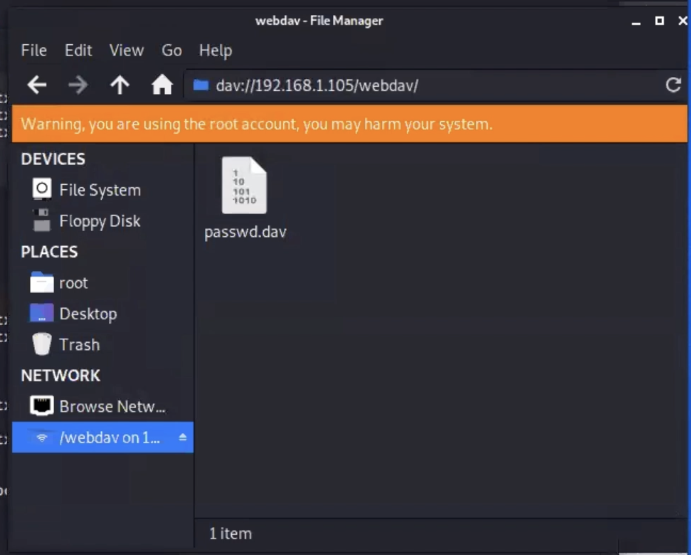 webdav - File Manager
File Edit View Go Help
dav://192.168.1.105/webdav/
Warning, you are using the root account, you may harm your system.
DEVICES
File System
Floppy Disk
PLACES
root
Desktop
Trash
NETWORK
Browse Netw...
/webdav on 1...
1
10
101
1010
passwd.dav
1 item